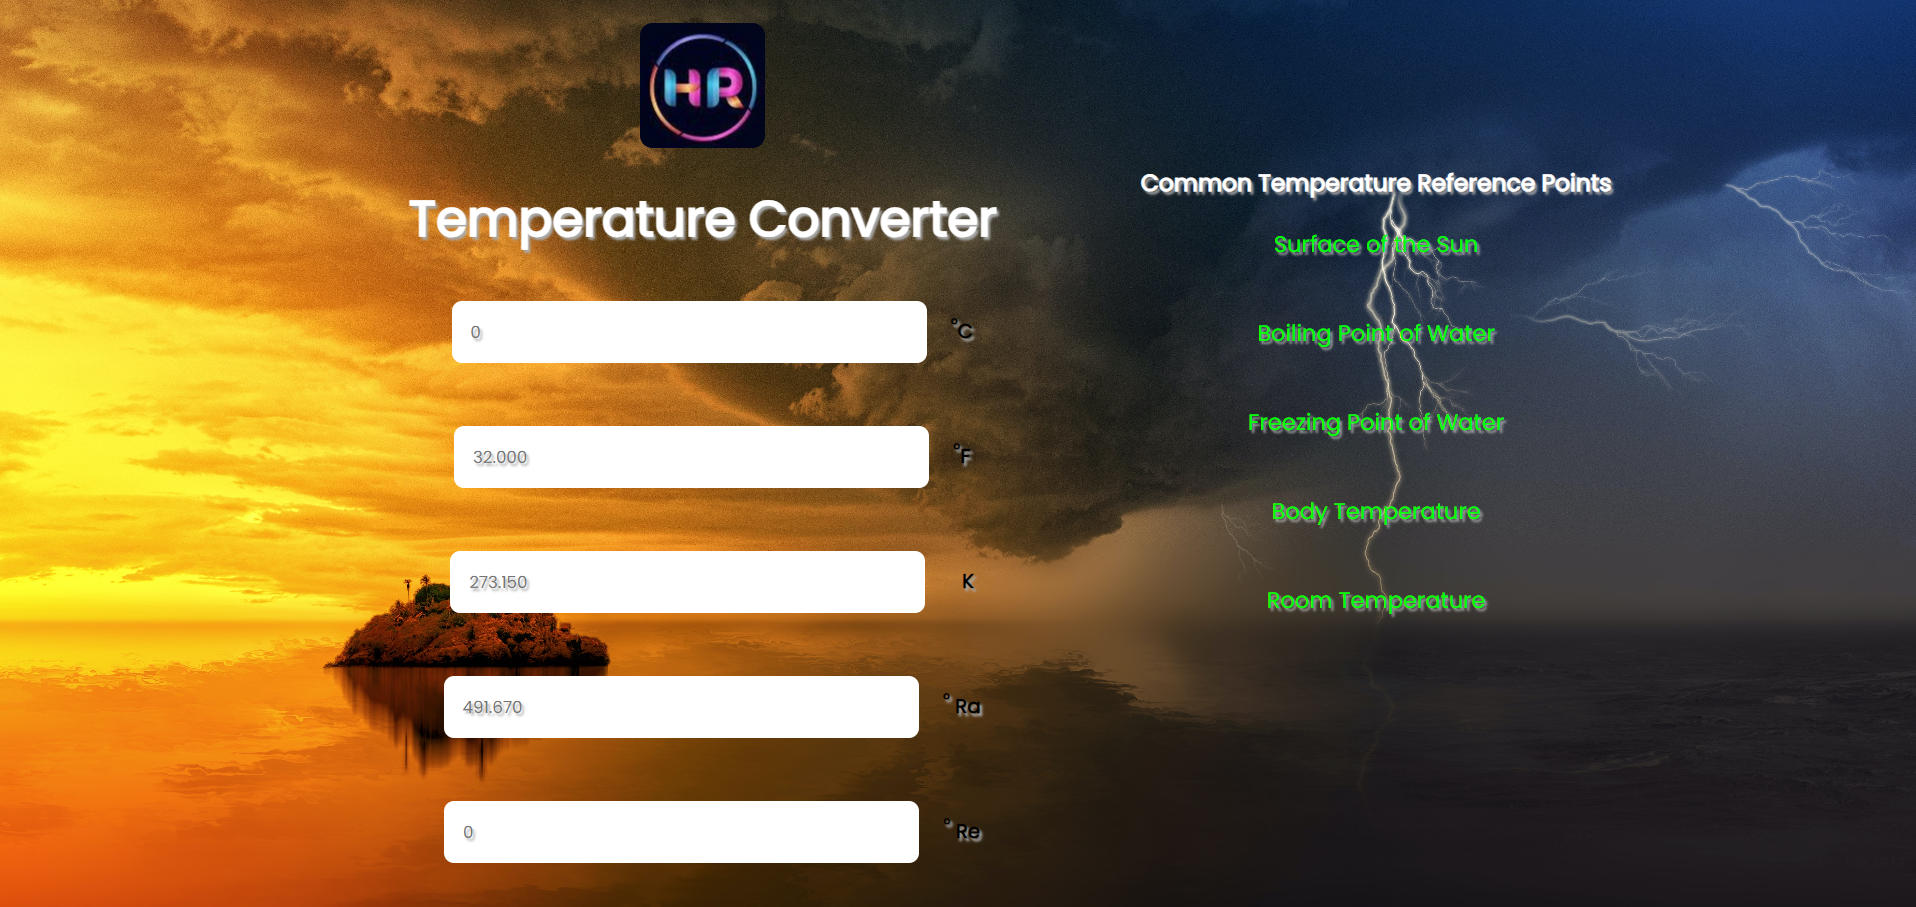 HR
Temperature Converter
0
°C
32.000
°F
273.150
K
491.670
° Ra
0
° Re
Common Temperature Reference Points
Surface of the Sun
Boiling Point of Water
Freezing Point of Water
Body Temperature
Room Temperature